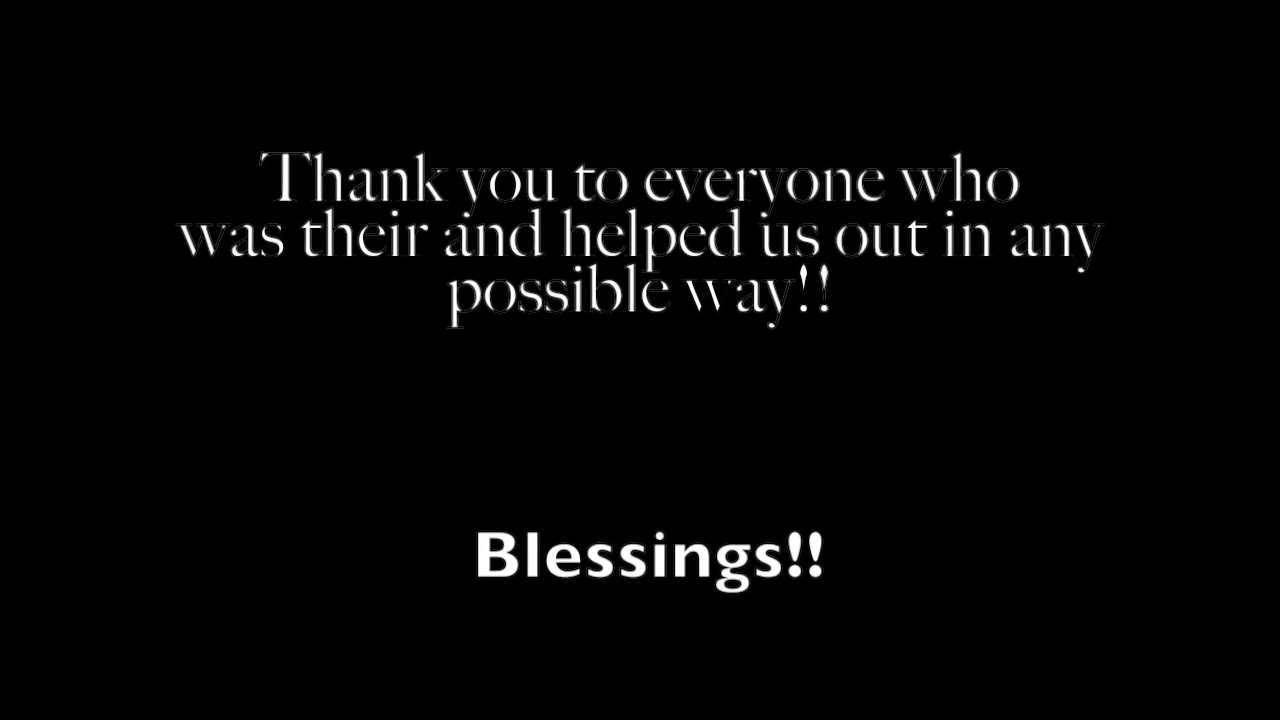 Thank you to everyone who
was their and helped us out in any
possible way!!
Blessings!!